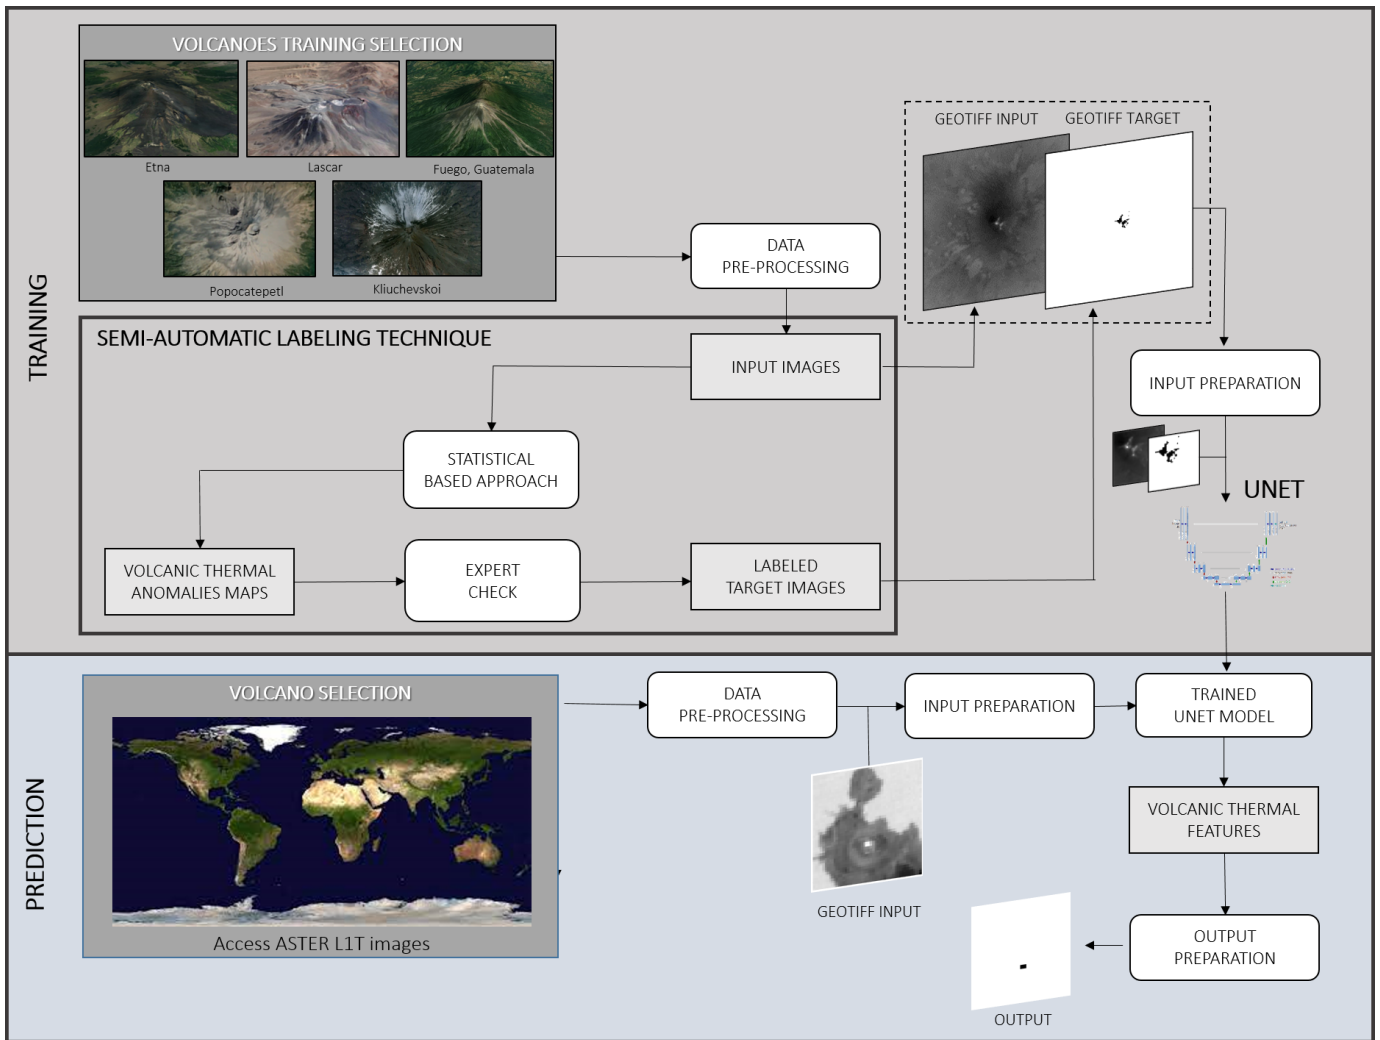 VOLCANOES TRAINING SELECTION
Etna
Lascar
Fuego, Guatemala
Popocatepetl
Kliuchevskoi
TRAINING
DATA
PRE-PROCESSING
GEOTIFF INPUT
GEOTIFF TARGET
SEMI-AUTOMATIC LABELING TECHNIQUE
INPUT IMAGES
INPUT PREPARATION
STATISTICAL
BASED APPROACH
UNET
VOLCANIC THERMAL
ANOMALIES MAPS
EXPERT
CHECK
LABELED
TARGET IMAGES
PREDICTION
VOLCANO SELECTION
Access ASTER L1T images
DATA
PRE-PROCESSING
INPUT PREPARATION
TRAINED
UNET MODEL
GEOTIFF INPUT
VOLCANIC THERMAL
FEATURES
OUTPUT
PREPARATION
OUTPUT